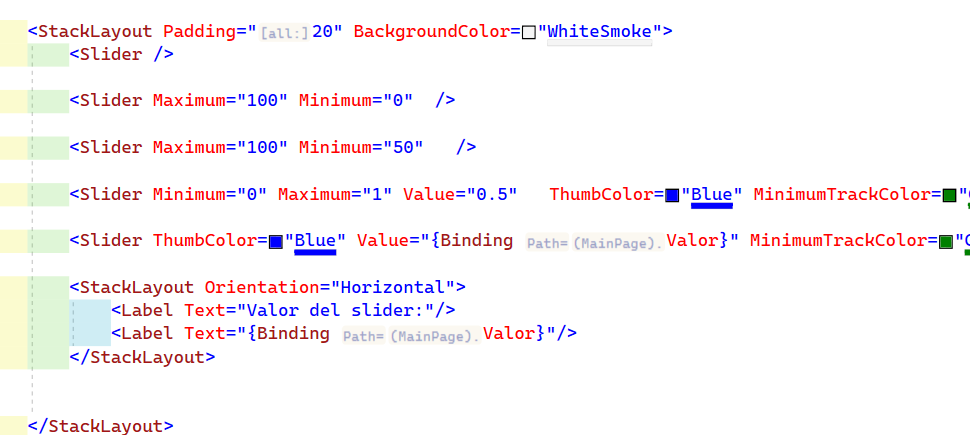 <StackLayout Padding="[all:]20" BackgroundColor="WhiteSmoke">
<Slider />
<Slider Maximum="100" Minimum="0"  />
<Slider Maximum="100" Minimum="50"   />
<Slider Minimum="0" Maximum="1" Value="0.5"   ThumbColor="Blue" MinimumTrackColor="
<Slider ThumbColor="Blue" Value="{Binding Path=(MainPage).Valor}" MinimumTrackColor="
<StackLayout Orientation="Horizontal">
<Label Text="Valor del slider:"/>
<Label Text="{Binding Path=(MainPage).Valor}"/>
</StackLayout>
</StackLayout>